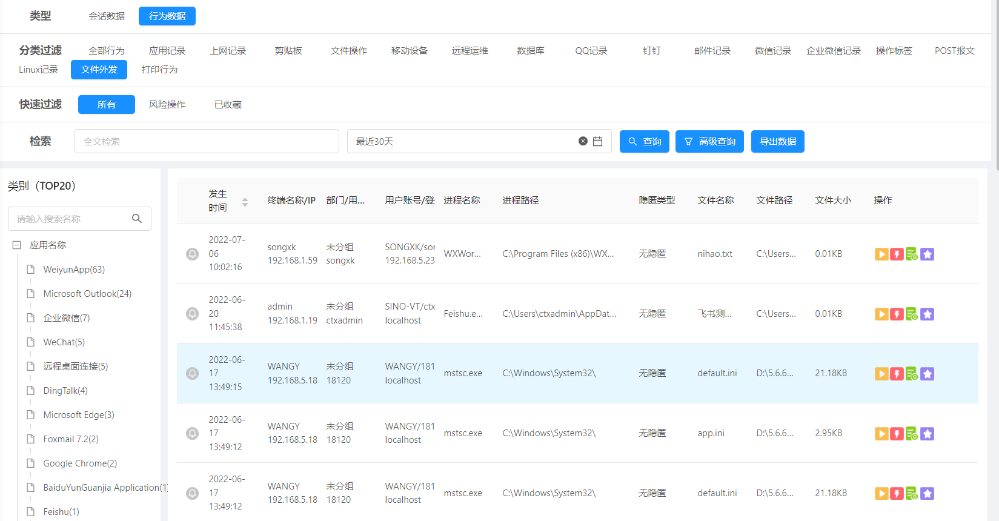 类型 会话数据 行为数据
分类过滤 全部行为 应用记录 上网记录 剪贴板 文件操作 移动设备 远程运维 数据库 QQ记录 钉钉 邮件记录 微信记录 企业微信记录 操作标签 POST报文
Linux记录 文件外发 打印行为
快速过滤 所有 风险操作 已收藏
检索 全文检索 最近30天 查询 高级查询 导出数据
类别（TOP20）
请输入搜索名称
应用名称
WeiyunApp(63)
Microsoft Outlook(24)
企业微信(7)
WeChat(5)
远程桌面连接(5)
DingTalk(4)
Microsoft Edge(3)
Foxmail 7.2(2)
Google Chrome(2)
BaiduYunGuanjia Application(1)
Feishu(1)
发生时间 终端名称/IP 部门/用... 用户账号/登 进程名称 进程路径 隐匿类型 文件名称 文件路径 文件大小 操作
2022-07-06 10:02:16 songxk 192.168.1.59 未分组 songxk SONGXK/sor 192.168.5.23 WXWor... C:\Program Files (x86)\WX... 无隐匿 nihao.txt C:\Users... 0.01KB
2022-06-20 11:45:38 admin 192.168.1.19 未分组 ctxadmin SINO-VT/ctx localhost Feishu.e... C:\Users\ctxadmin\AppDat... 无隐匿 飞书测... C:\Users... 0.01KB
2022-06-17 13:49:15 WANGY 192.168.5.18 未分组 18120 WANGY/181 localhost mstsc.exe C:\Windows\System32\ 无隐匿 default.ini D:\5.6.6... 21.18KB
2022-06-17 13:49:12 WANGY 192.168.5.18 未分组 18120 WANGY/181 localhost mstsc.exe C:\Windows\System32\ 无隐匿 app.ini D:\5.6.6... 2.95KB
2022-06-17 13:49:12 WANGY 192.168.5.18 未分组 18120 WANGY/181 localhost mstsc.exe C:\Windows\System32\ 无隐匿 default.ini D:\5.6.6... 21.18KB